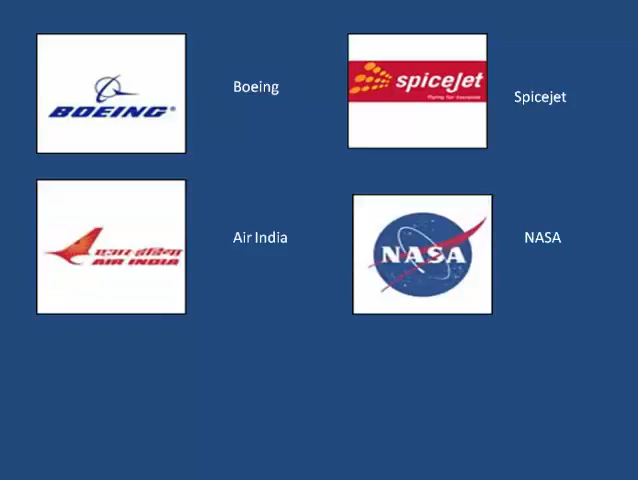 BOEING®
Boeing
spicejet
Flying for everyone
Spicejet
एअर इंडिया
AIR INDIA
Air India
NASA
NASA